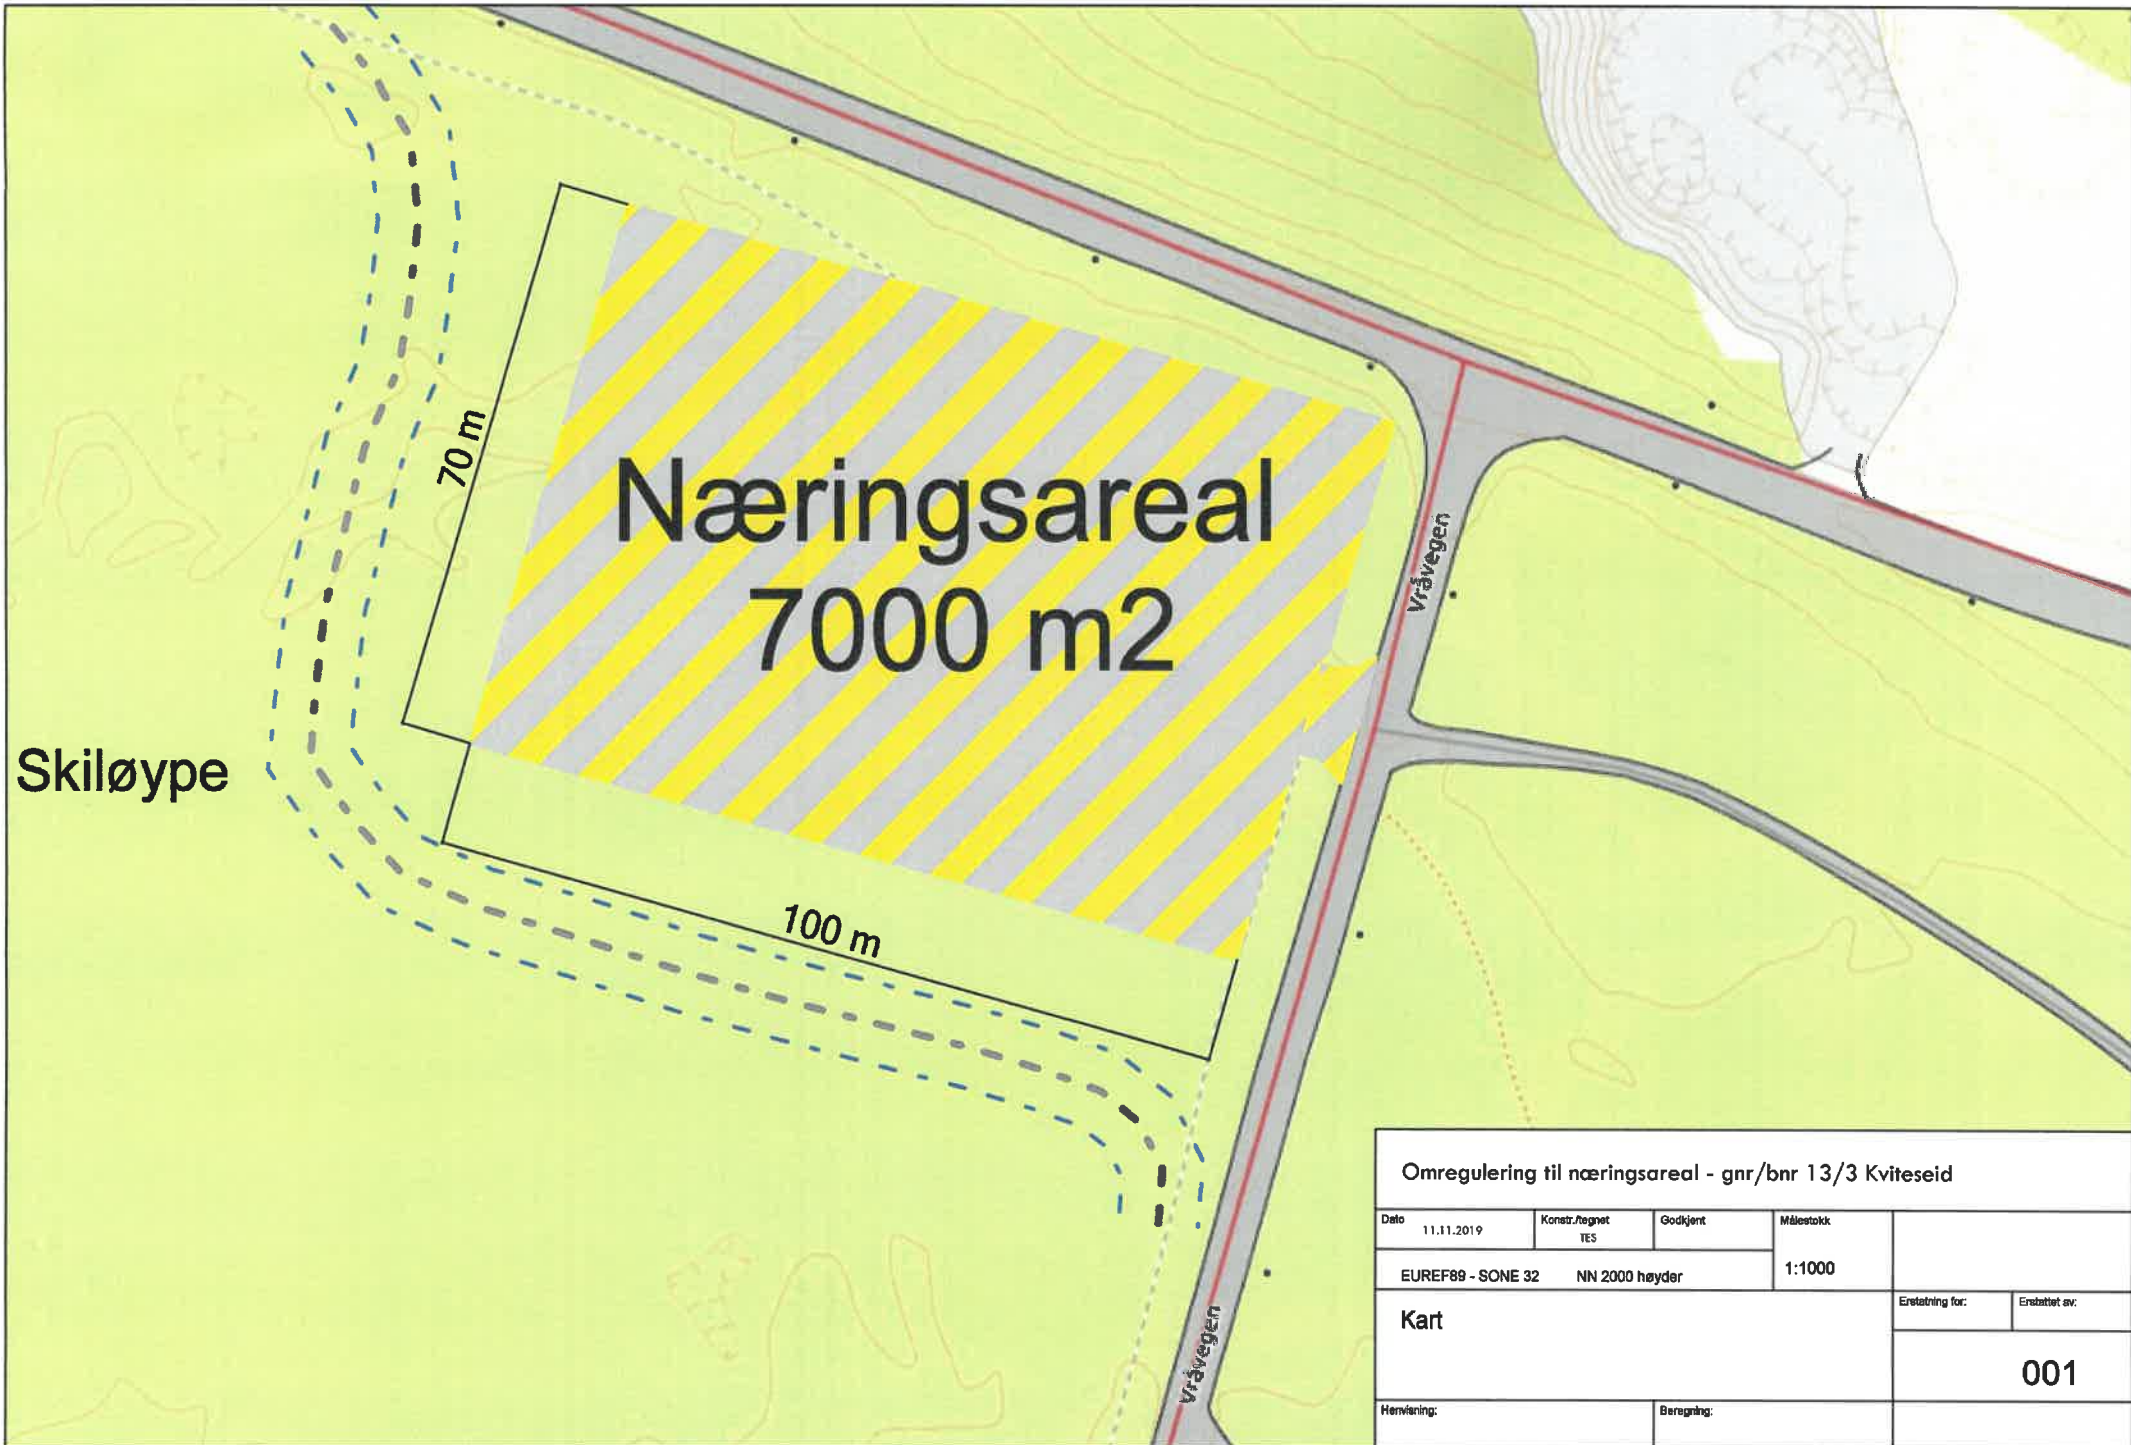 70 m
Næringsareal
7000 m2
Vråvegen
Skiløype
100 m
Vråvegen
Omregulering til næringsareal - gnr/bnr 13/3 Kviteseid
Dato
11.11.2019
Konstr./tegnet
TES
Godkjent
Målestokk
1:1000
EUREF89 - SONE 32 NN 2000 høyder
Kart
Erstatning for:
Erstattet av:
001
Henvisning:
Beregning: